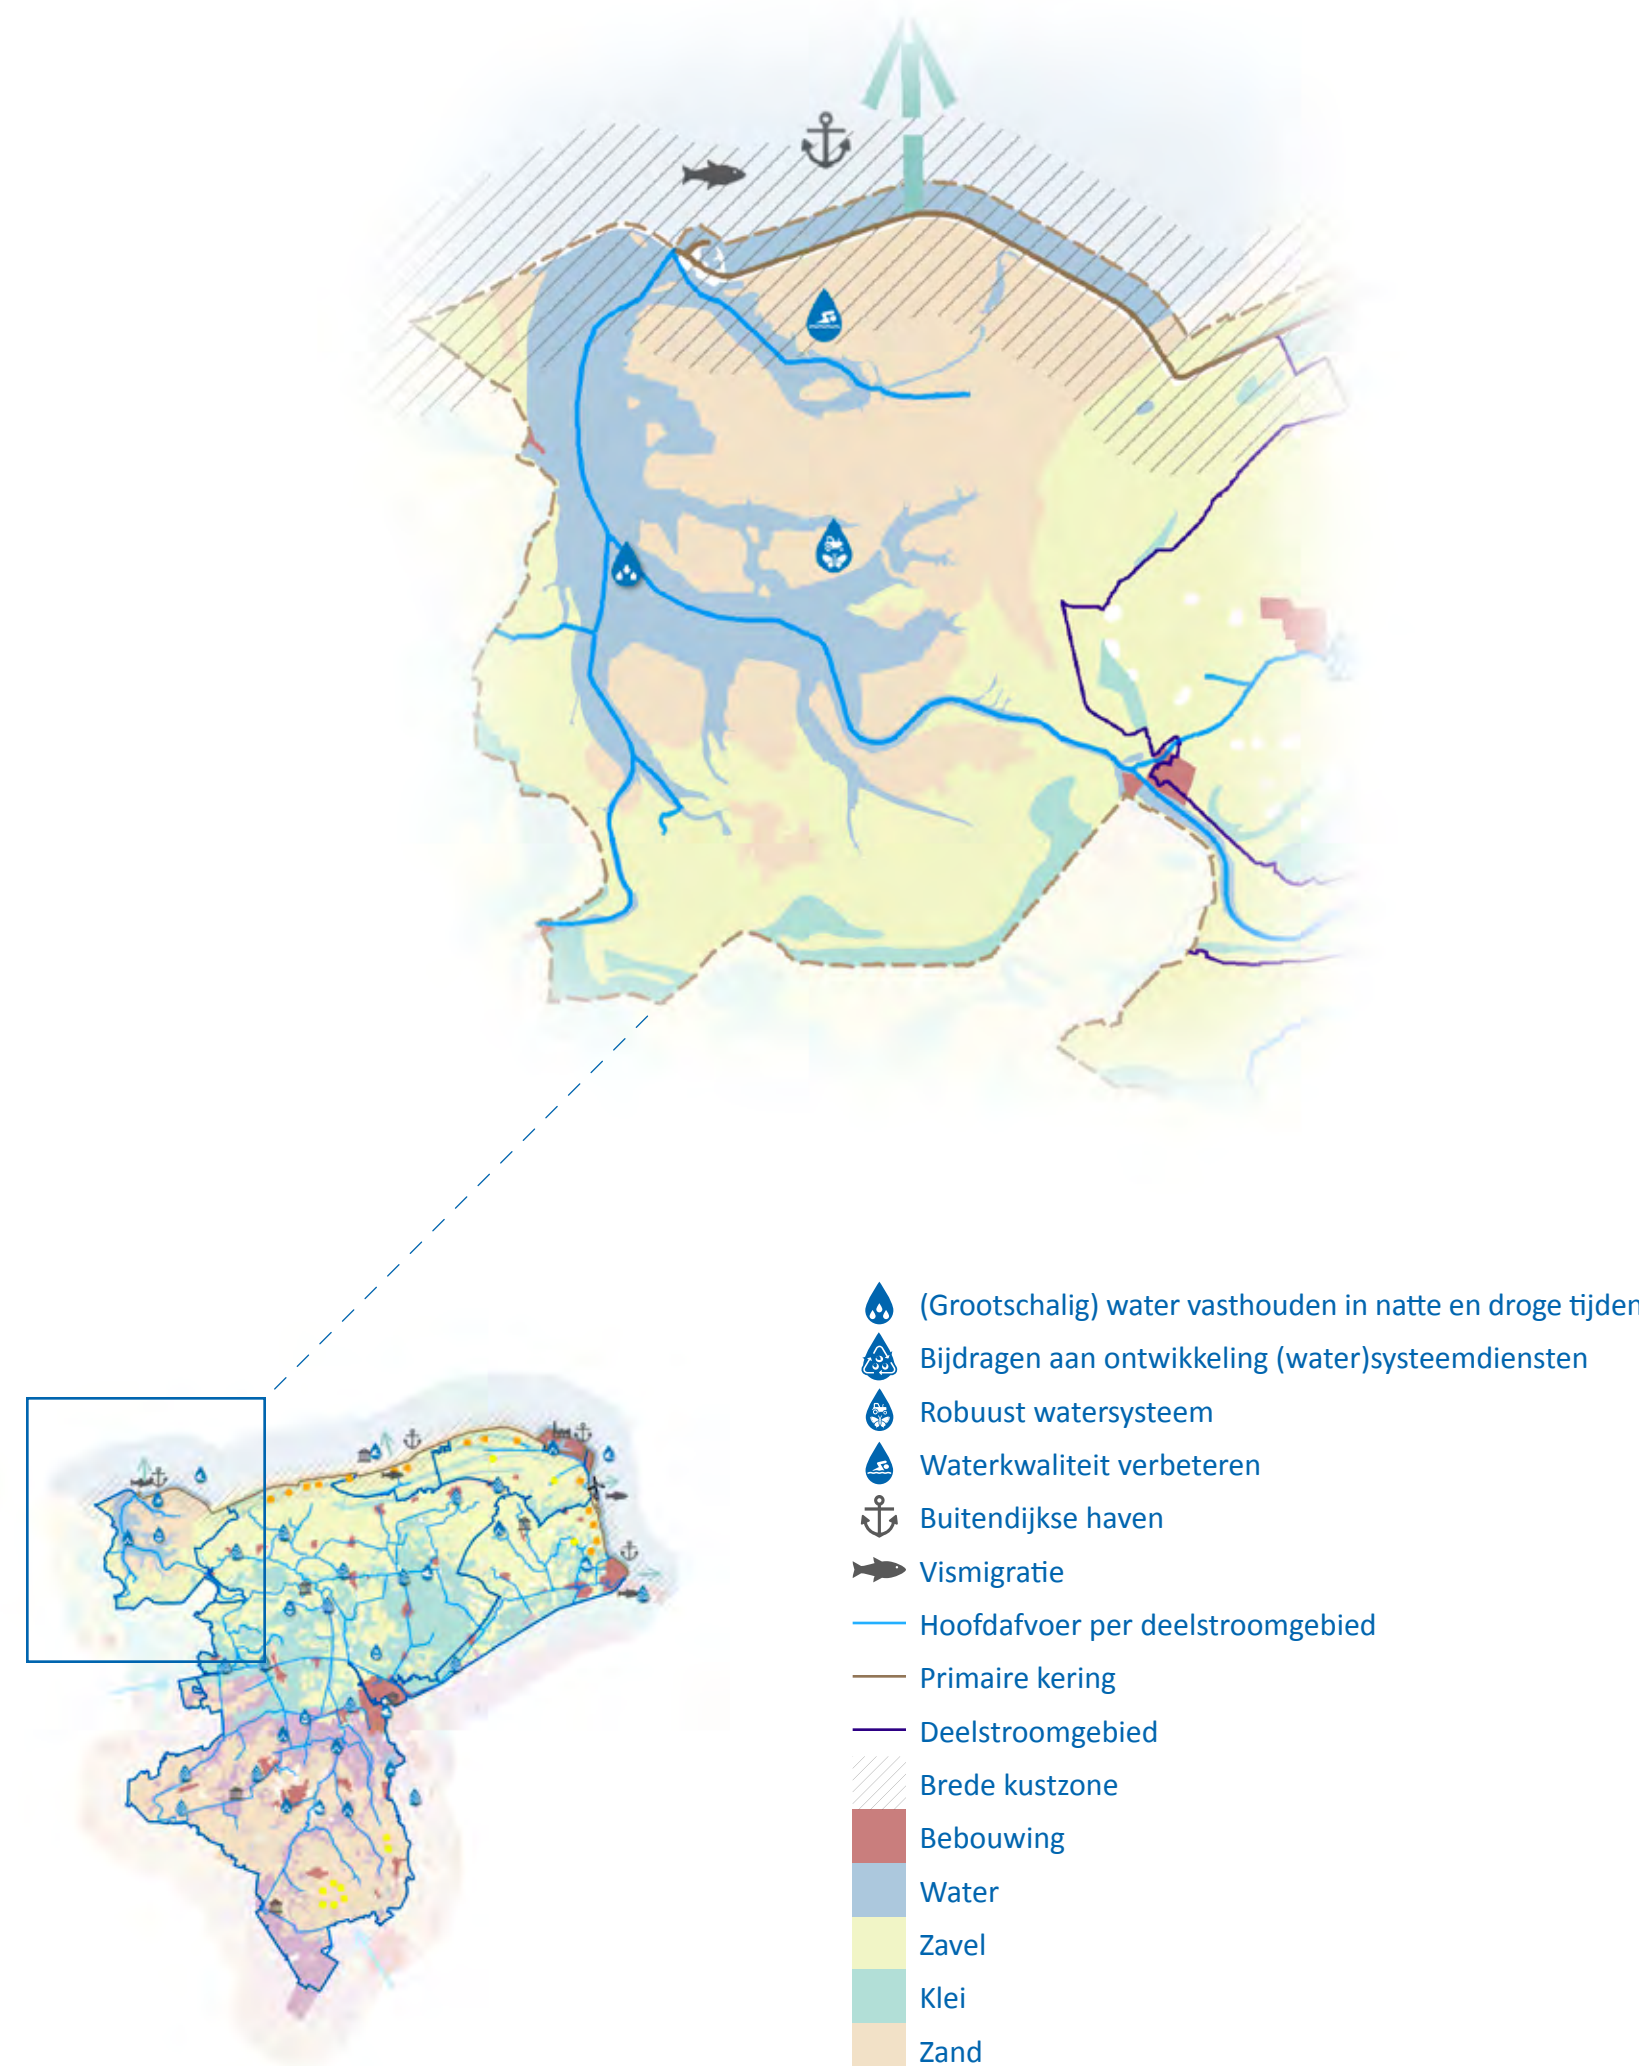 (Grootschalig) water vasthouden in natte en droge tijden
Bijdragen aan ontwikkeling (water)systeemdiensten
Robuust watersysteem
Waterkwaliteit verbeteren
Buitendijkse haven
Vismigratie
Hoofdafvoer per deelstroomgebied
Primaire kering
Deelstroomgebied
Brede kustzone
Bebouwing
Water
Zavel
Klei
Zand